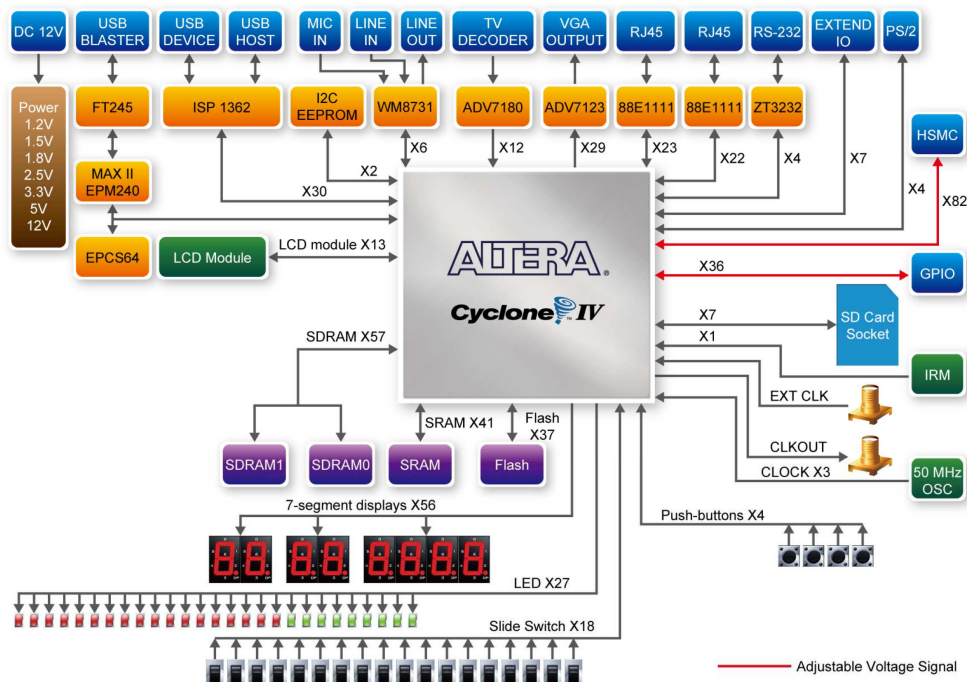 DC 12V
USB
BLASTER
USB
DEVICE
USB
HOST
MIC
IN
LINE
IN
LINE
OUT
TV
DECODER
VGA
OUTPUT
RJ45
RJ45
RS-232
EXTEND
IO
PS/2
Power
1.2V
1.5V
1.8V
2.5V
3.3V
5V
12V
FT245
ISP 1362
I2C
EEPROM
WM8731
ADV7180
ADV7123
88E1111
88E1111
ZT3232
HSMC
X6
X12
X29
X23
X22
X4
X7
X4
X82
X2
X30
MAX II
EPM240
EPCS64
LCD Module
LCD module X13
ALTERA®
Cyclone™ IV
X36
GPIO
X7
SD Card
Socket
X1
IRM
EXT CLK
CLKOUT
CLOCK X3
50 MHz
OSC
SDRAM X57
SRAM X41
Flash
X37
SDRAM1
SDRAM0
SRAM
Flash
7-segment displays X56
Push-buttons X4
LED X27
Slide Switch X18
Adjustable Voltage Signal